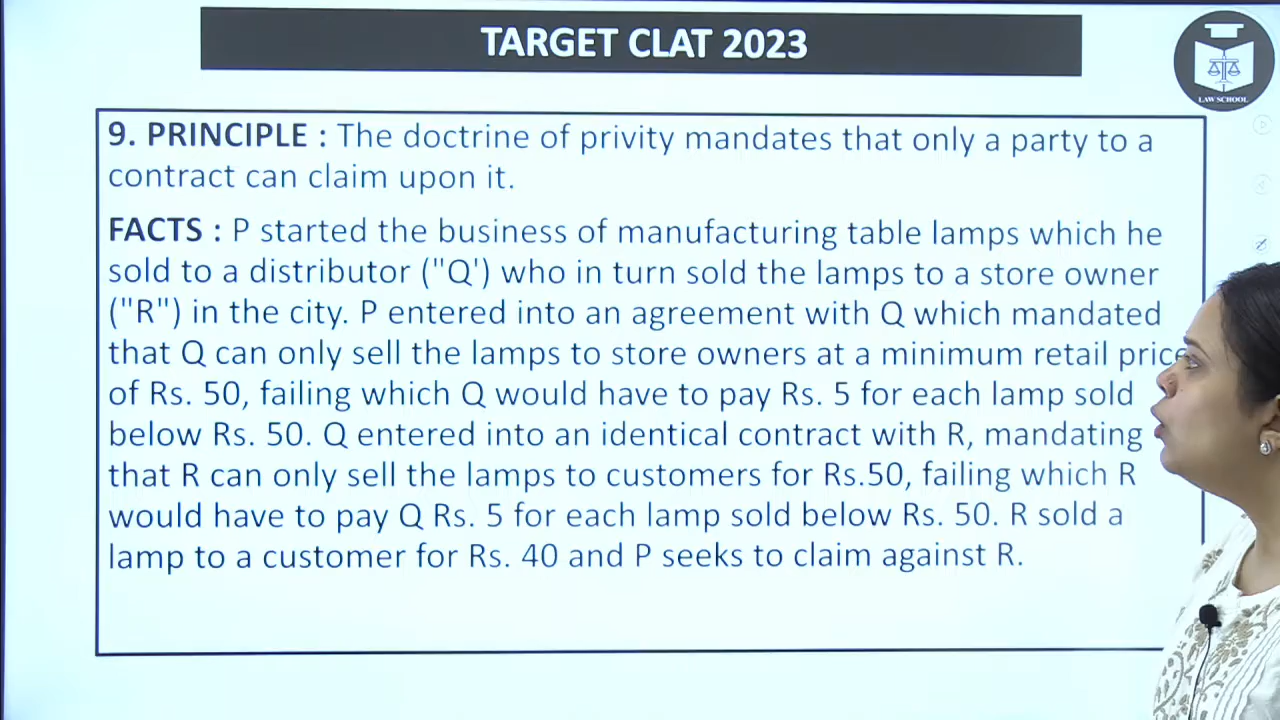 TARGET CLAT 2023
LAW SCHOOL
9. PRINCIPLE : The doctrine of privity mandates that only a party to a
contract can claim upon it.
FACTS : P started the business of manufacturing table lamps which he
sold to a distributor ("Q') who in turn sold the lamps to a store owner
("R") in the city. P entered into an agreement with Q which mandated
that Q can only sell the lamps to store owners at a minimum retail price
of Rs. 50, failing which Q would have to pay Rs. 5 for each lamp sold
below Rs. 50. Q entered into an identical contract with R, mandating
that R can only sell the lamps to customers for Rs.50, failing which R
would have to pay Q Rs. 5 for each lamp sold below Rs. 50. R sold a
lamp to a customer for Rs. 40 and P seeks to claim against R.